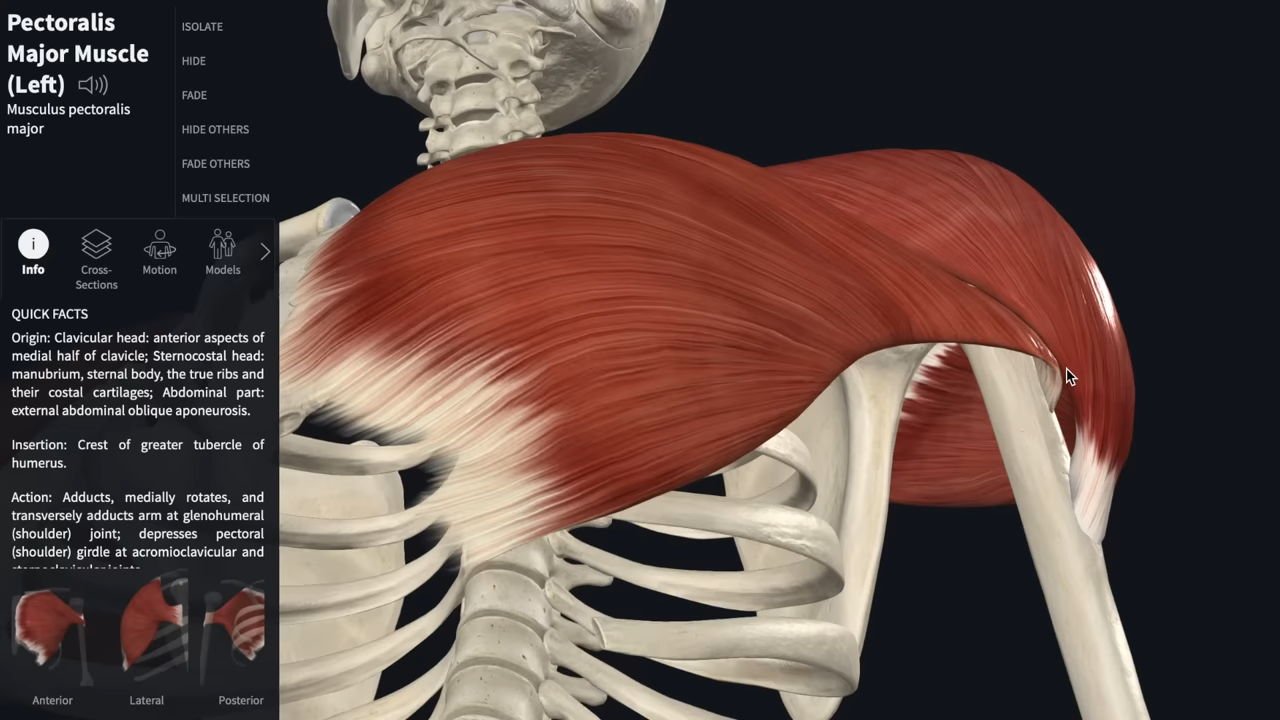 Pectoralis
Major Muscle
(Left)
Musculus pectoralis
major
ISOLATE
HIDE
FADE
HIDE OTHERS
FADE OTHERS
MULTI SELECTION
i
Info
Cross-
Sections
Motion
Models
QUICK FACTS
Origin: Clavicular head: anterior aspects of
medial half of clavicle; Sternocostal head:
manubrium, sternal body, the true ribs and
their costal cartilages; Abdominal part:
external abdominal oblique aponeurosis.
Insertion: Crest of greater tubercle of
humerus.
Action: Adducts, medially rotates, and
transversely adducts arm at glenohumeral
(shoulder) joint; depresses pectoral
(shoulder) girdle at acromioclavicular and
Anterior
Lateral
Posterior